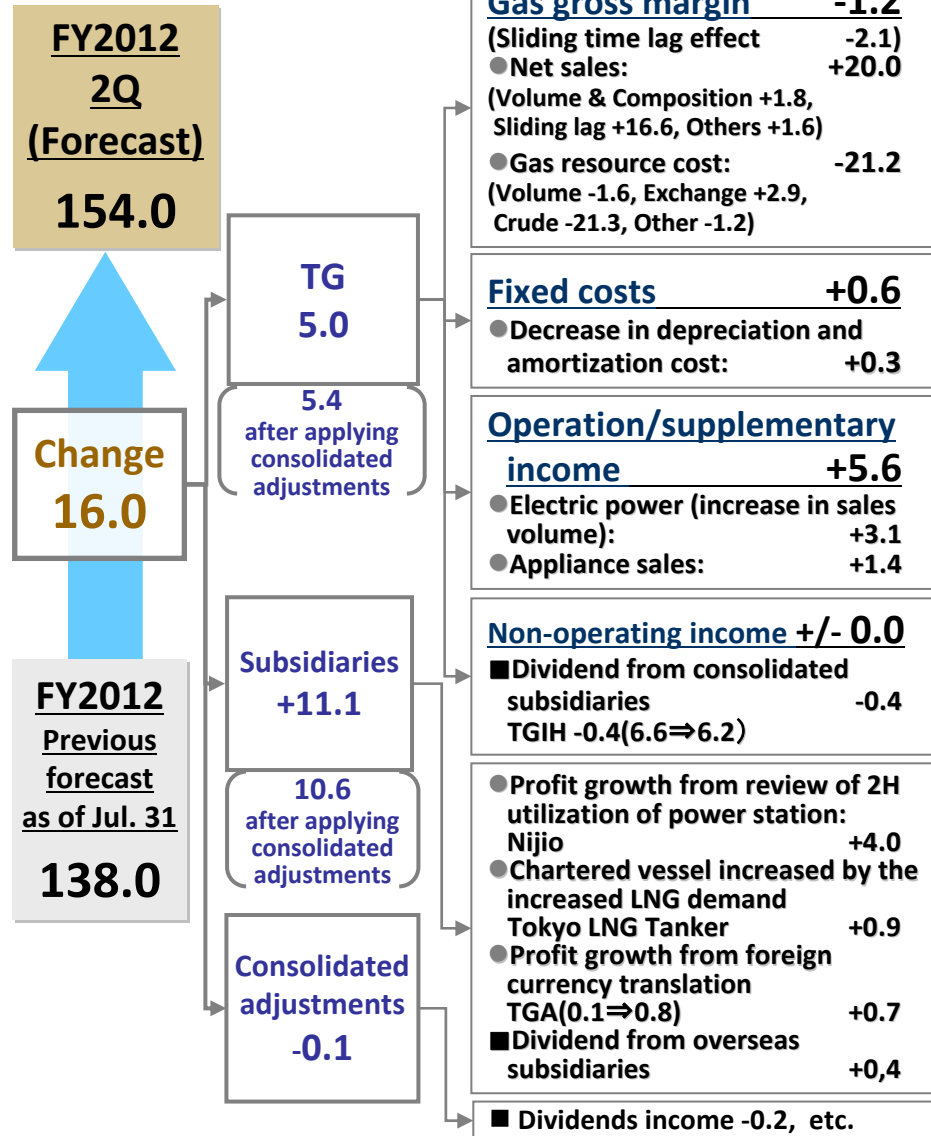 FY2012
2Q
(Forecast)
154.0
Change
16.0
FY2012
Previous
forecast
as of Jul. 31
138.0
TG
5.0
5.4
after applying
consolidated
adjustments
Subsidiaries
+11.1
10.6
after applying
consolidated
adjustments
Consolidated
adjustments
-0.1
Gas gross margin -1.2
(Sliding time lag effect -2.1)
●Net sales: +20.0
(Volume & Composition +1.8,
Sliding lag +16.6, Others +1.6)
●Gas resource cost: -21.2
(Volume -1.6, Exchange +2.9,
Crude -21.3, Other -1.2)
Fixed costs +0.6
●Decrease in depreciation and
amortization cost: +0.3
Operation/supplementary
income +5.6
●Electric power (increase in sales
volume): +3.1
●Appliance sales: +1.4
Non-operating income +/- 0.0
■Dividend from consolidated
subsidiaries -0.4
TGIH -0.4(6.6⇒6.2）
●Profit growth from review of 2H
utilization of power station:
Nijio +4.0
●Chartered vessel increased by the
increased LNG demand
Tokyo LNG Tanker +0.9
●Profit growth from foreign
currency translation
TGA(0.1⇒0.8) +0.7
■Dividend from overseas
subsidiaries +0,4
■ Dividends income -0.2, etc.